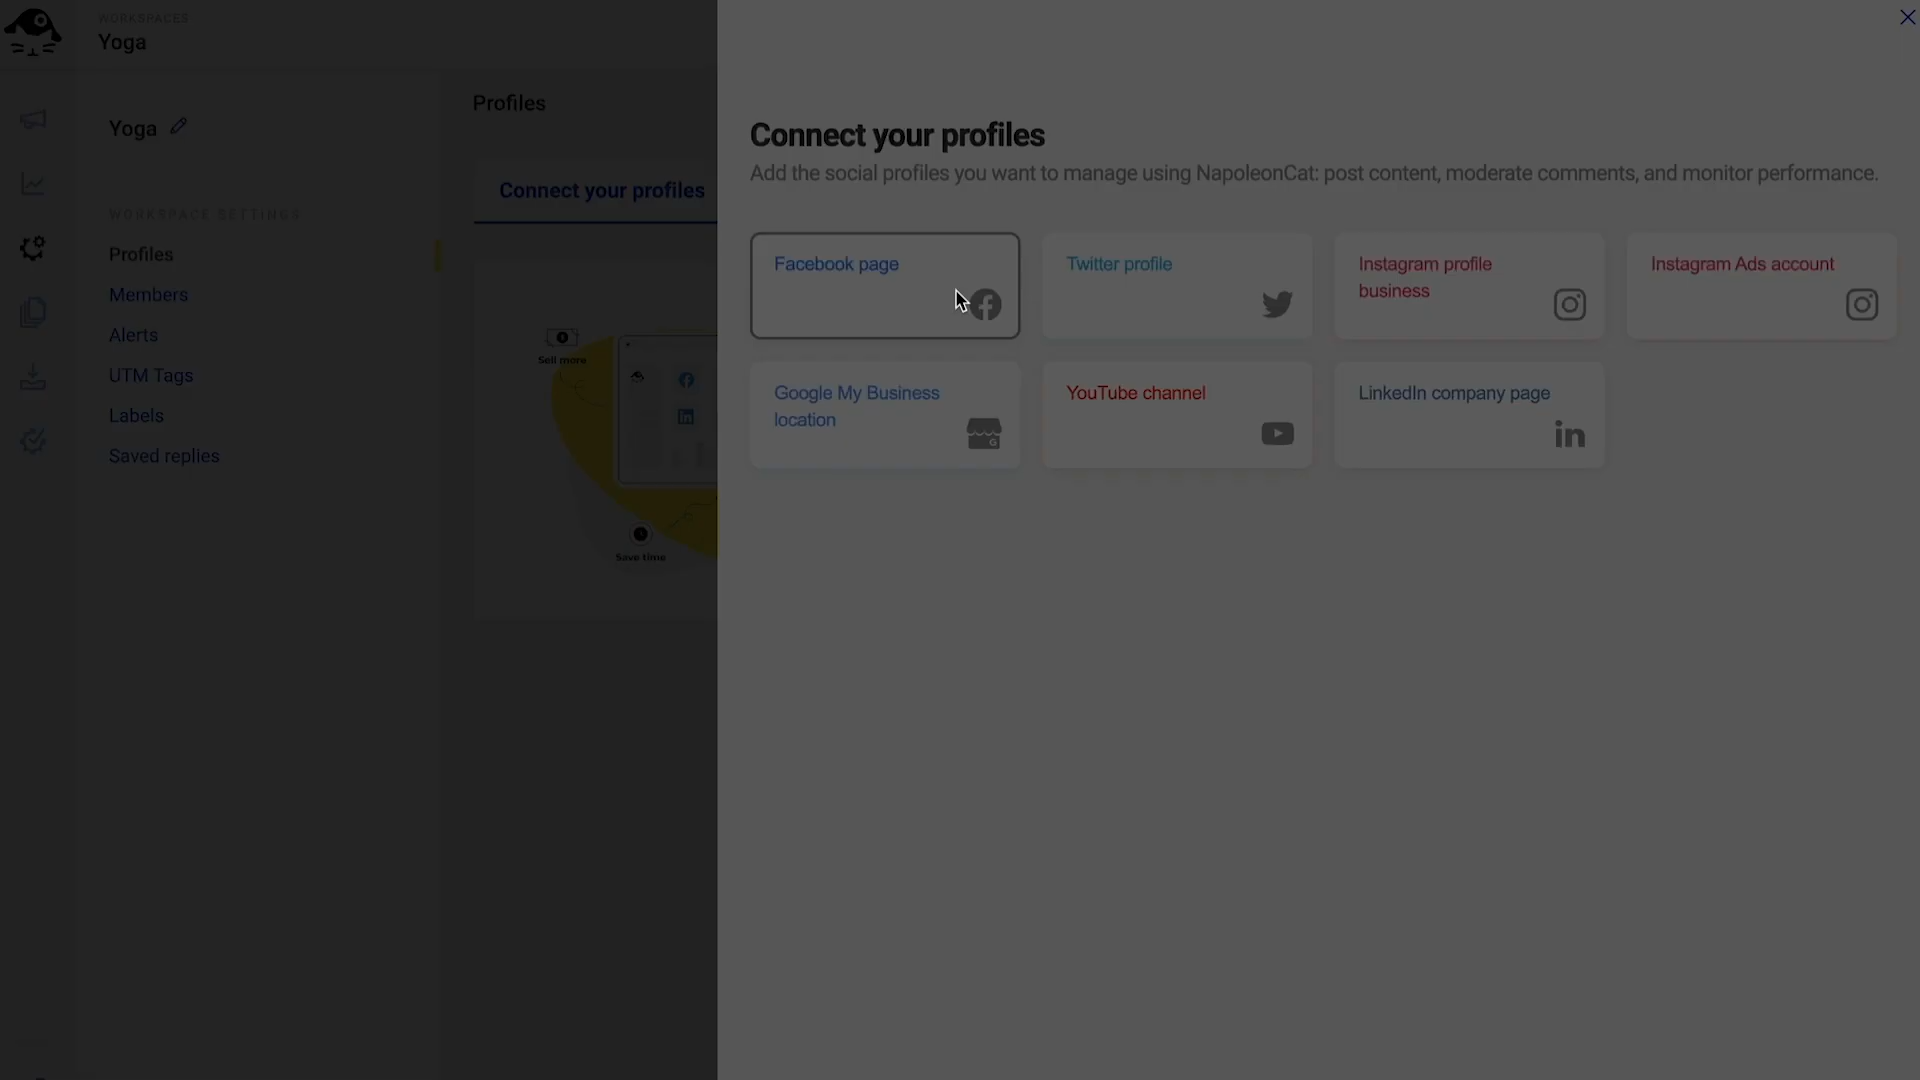 WORKSPACES
Yoga
Yoga
WORKSPACE SETTINGS
Profiles
Members
Alerts
UTM Tags
Labels
Saved replies
Profiles
Connect your profiles
Sell more
Save time
Connect your profiles
Add the social profiles you want to manage using NapoleonCat: post content, moderate comments, and monitor performance.
Facebook page
Twitter profile
Instagram profile
business
Instagram Ads account
Google My Business
location
YouTube channel
LinkedIn company page